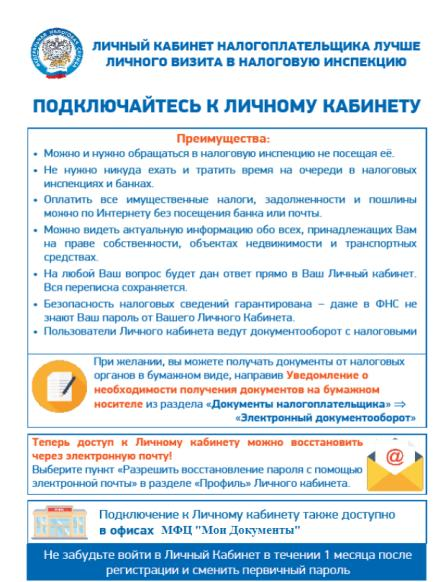 ФЕДЕРАЛЬНАЯ НАЛОГОВАЯ СЛУЖБА
ЛИЧНЫЙ КАБИНЕТ НАЛОГОПЛАТЕЛЬЩИКА ЛУЧШЕ
ЛИЧНОГО ВИЗИТА В НАЛОГОВУЮ ИНСПЕКЦИЮ
ПОДКЛЮЧАЙТЕСЬ К ЛИЧНОМУ КАБИНЕТУ
Преимущества:
• Можно и нужно обращаться в налоговую инспекцию не посещая её.
• Не нужно никуда ехать и тратить время на очереди в налоговых
инспекциях и банках.
• Оплатить все имущественные налоги, задолженности и пошлины
можно по Интернету без посещения банка или почты.
• Можно видеть актуальную информацию обо всех, принадлежащих Вам
на праве собственности, объектах недвижимости и транспортных
средствах.
• На любой Ваш вопрос будет дан ответ прямо в Ваш Личный кабинет.
Вся переписка сохраняется.
• Безопасность налоговых сведений гарантирована – даже в ФНС не
знают Ваш пароль от Вашего Личного Кабинета.
• Пользователи Личного кабинета ведут документооборот с налоговыми
При желании, вы можете получать документы от налоговых
органов в бумажном виде, направив Уведомление о
необходимости получения документов на бумажном
носителе из раздела «Документы налогоплательщика» ⇒
«Электронный документооборот»
Теперь доступ к Личному кабинету можно восстановить
через электронную почту!
Выберите пункт «Разрешить восстановление пароля с помощью
электронной почты» в разделе «Профиль» Личного кабинета.
@
Подключение к Личному кабинету также доступно
в офисах МФЦ "Мои Документы"
Не забудьте войти в Личный Кабинет в течении 1 месяца после
регистрации и сменить первичный пароль